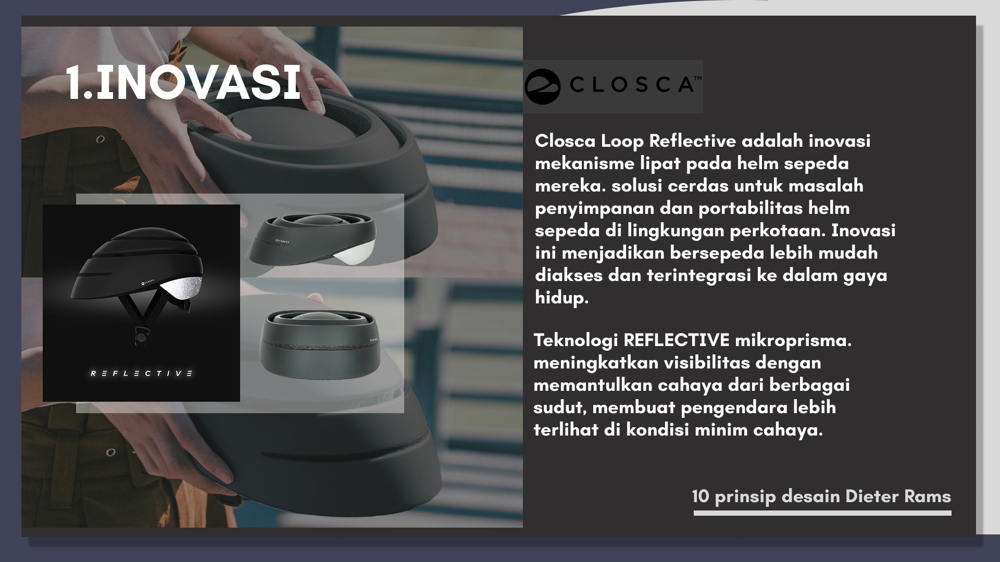 1.INOVASI
CLOSCA™
Closca Loop Reflective adalah inovasi
mekanisme lipat pada helm sepeda
mereka. solusi cerdas untuk masalah
penyimpanan dan portabilitas helm
sepeda di lingkungan perkotaan. Inovasi
ini menjadikan bersepeda lebih mudah
diakses dan terintegrasi ke dalam gaya
hidup.
CLOSCA
REFLECTIVE
Teknologi REFLECTIVE mikroprisma.
meningkatkan visibilitas dengan
memantulkan cahaya dari berbagai
sudut, membuat pengendara lebih
terlihat di kondisi minim cahaya.
10 prinsip desain Dieter Rams